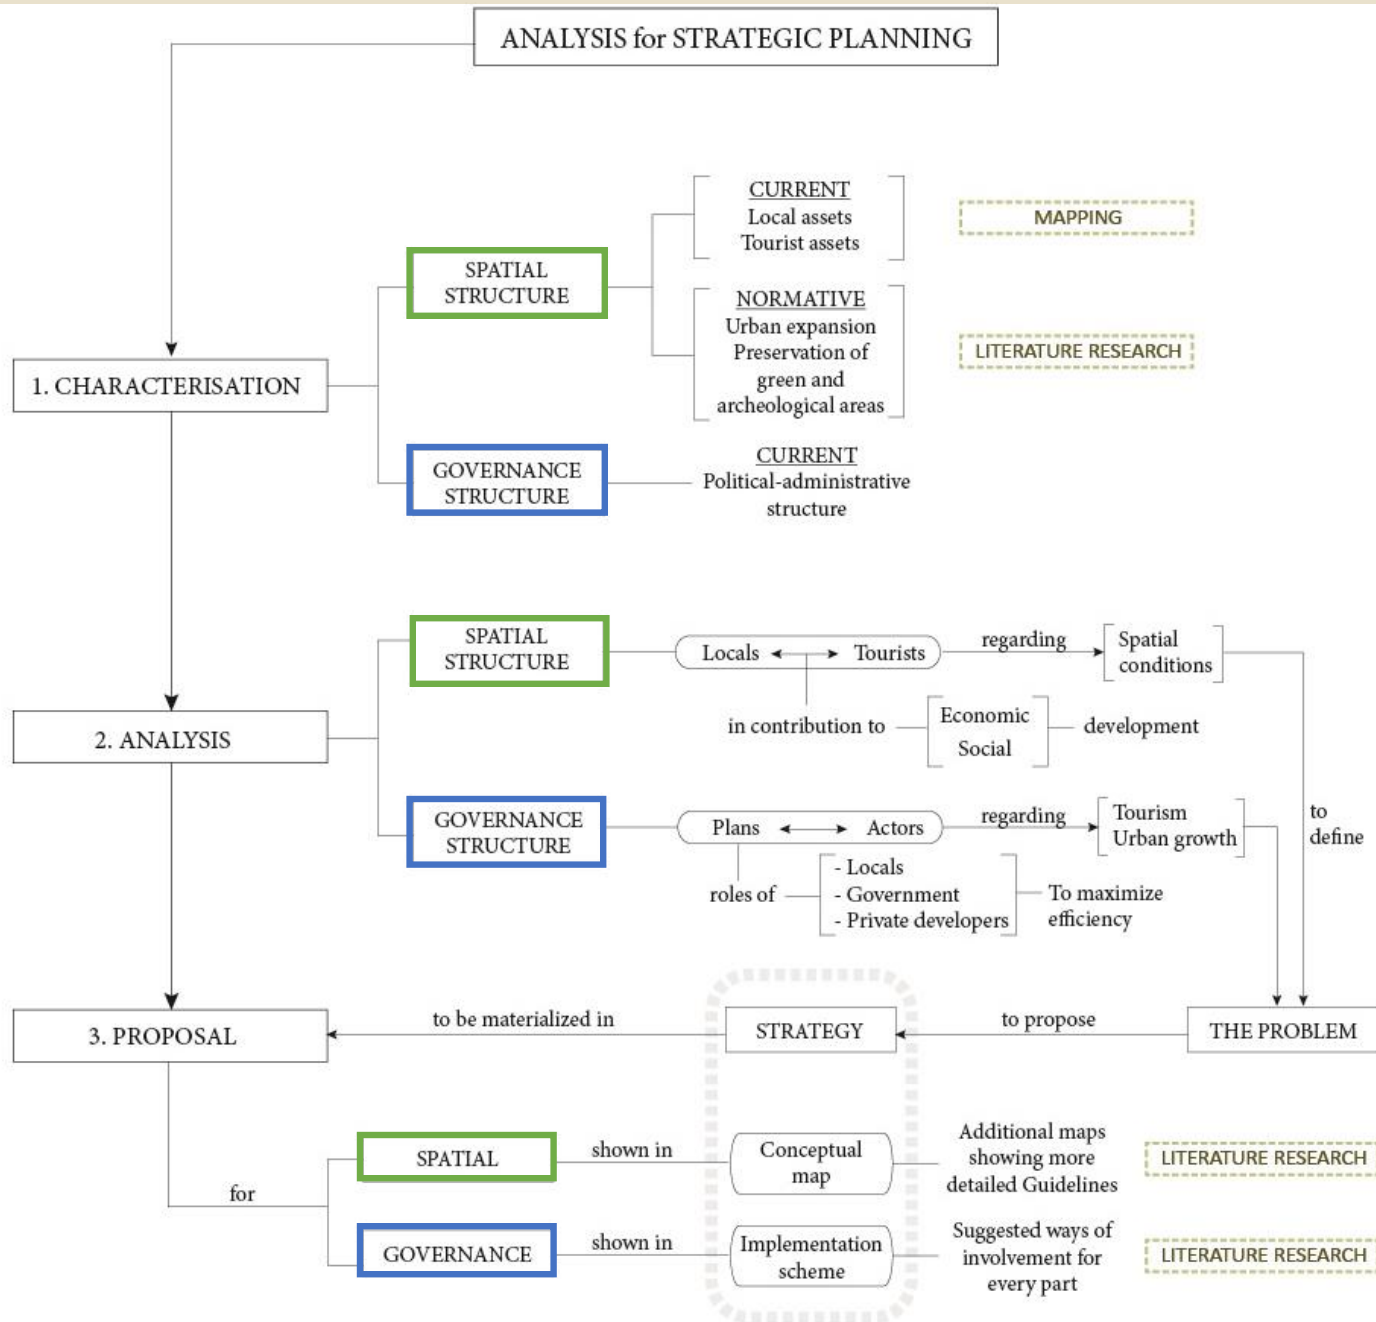 ANALYSIS for STRATEGIC PLANNING
CURRENT
Local assets
Tourist assets
MAPPING
SPATIAL
STRUCTURE
NORMATIVE
Urban expansion
Preservation of
green and
archeological areas
LITERATURE RESEARCH
1. CHARACTERISATION
GOVERNANCE
STRUCTURE
CURRENT
Political-administrative
structure
SPATIAL
STRUCTURE
Locals
Tourists
regarding
Spatial
conditions
in contribution to
Economic
Social
development
2. ANALYSIS
GOVERNANCE
STRUCTURE
Plans
Actors
regarding
Tourism
Urban growth
to
define
roles of
- Locals
- Government
- Private developers
To maximize
efficiency
3. PROPOSAL
to be materialized in
STRATEGY
to propose
THE PROBLEM
for
SPATIAL
shown in
Conceptual
map
Additional maps
showing more
detailed Guidelines
LITERATURE RESEARCH
GOVERNANCE
shown in
Implementation
scheme
Suggested ways of
involvement for
every part
LITERATURE RESEARCH